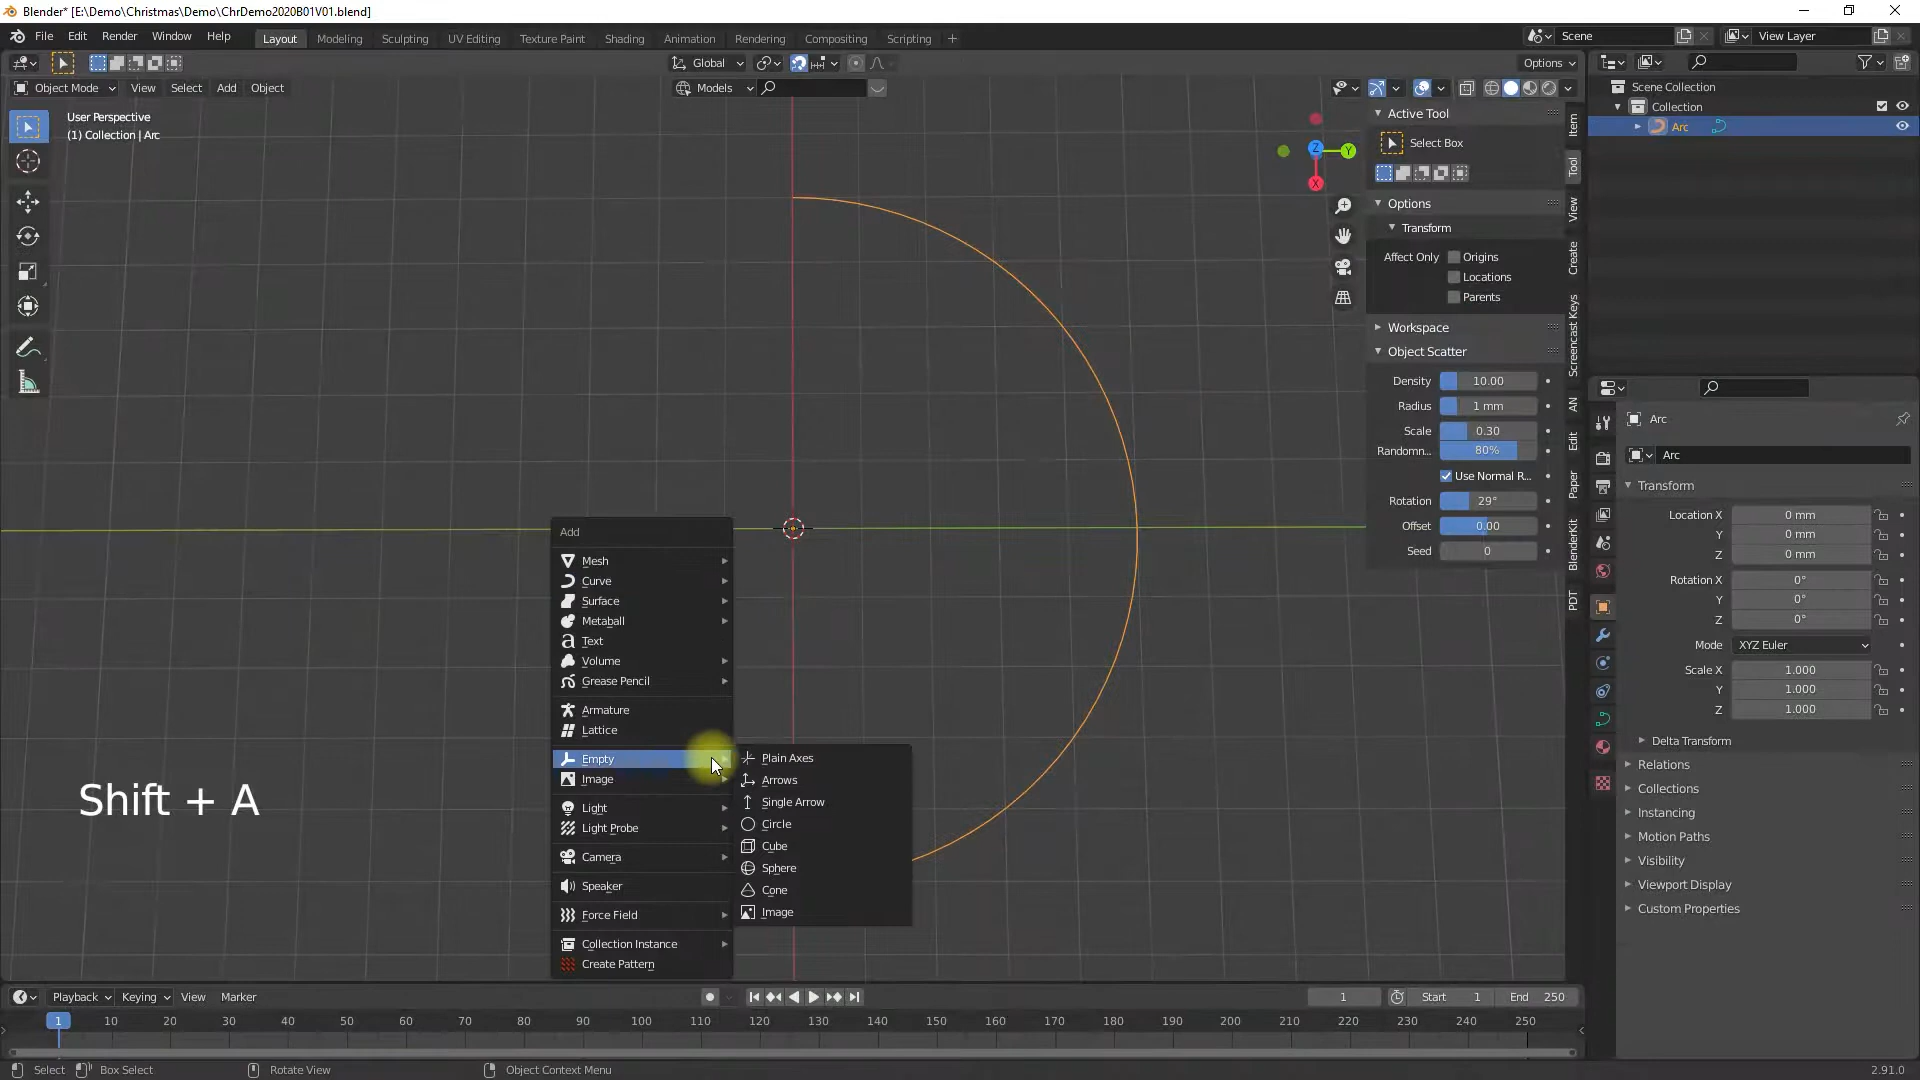 Blender* [E:\Demo\Christmas\Demo\ChrDemo2020B01V01.blend]
File Edit Render Window Help Layout Modeling Sculpting UV Editing Texture Paint Shading Animation Rendering Compositing Scripting + Scene View Layer
Global Options
Object Mode View Select Add Object Models
User Perspective
(1) Collection | Arc
Z Y X
Active Tool
Select Box
Options
Transform
Affect Only Origins
Locations
Parents
Workspace
Object Scatter
Density 10.00
Radius 1 mm
Scale 0.30
Randomn... 80%
Use Normal R...
Rotation 29°
Offset 0.00
Seed 0
Item
Tool
View
Create
Screencast Keys
AN
Edit
Paper
BlenderKit
PDT
Scene Collection
Collection
Arc
Arc
Arc
Transform
Location X 0 mm
Y 0 mm
Z 0 mm
Rotation X 0°
Y 0°
Z 0°
Mode XYZ Euler
Scale X 1.000
Y 1.000
Z 1.000
Delta Transform
Relations
Collections
Instancing
Motion Paths
Visibility
Viewport Display
Custom Properties
Add
Mesh
Curve
Surface
Metaball
Text
Volume
Grease Pencil
Armature
Lattice
Empty
Image
Light
Light Probe
Camera
Speaker
Force Field
Collection Instance
Create Pattern
Plain Axes
Arrows
Single Arrow
Circle
Cube
Sphere
Cone
Image
Shift + A
Playback Keying View Marker 1 Start 1 End 250
1 10 20 30 40 50 60 70 80 90 100 110 120 130 140 150 160 170 180 190 200 210 220 230 240 250
Select Box Select Rotate View Object Context Menu 2.91.0